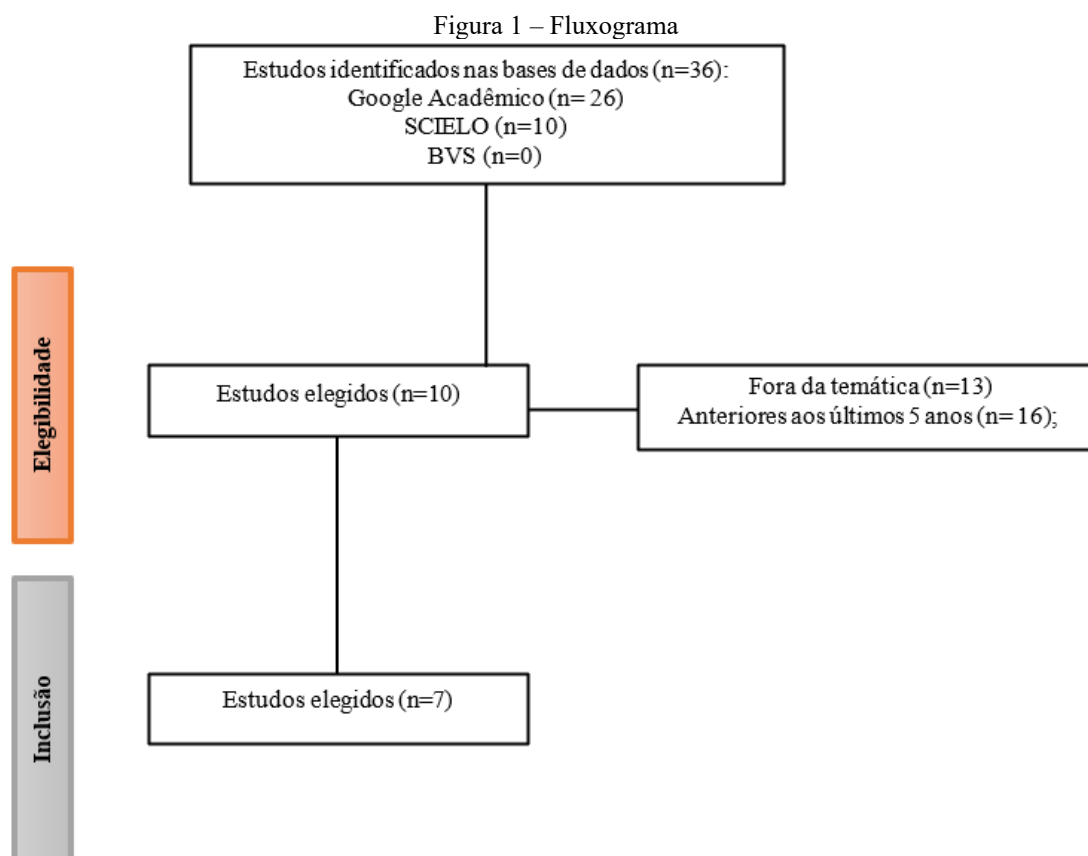 Figura 1 – Fluxograma
Estudos identificados nas bases de dados (n=36):
Google Acadêmico (n= 26)
SCIELO (n=10)
BVS (n=0)
Elegibilidade
Estudos elegidos (n=10)
Fora da temática (n=13)
Anteriores aos últimos 5 anos (n= 16);
Inclusão
Estudos elegidos (n=7)